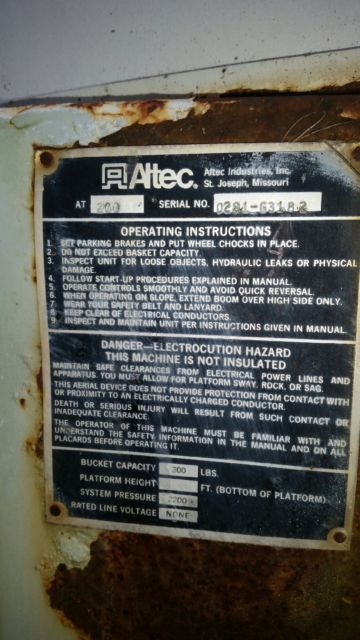 Altec
Altec Industries, Inc.
St. Joseph, Missouri
AT 200 SERIAL NO. 0281-G3182
OPERATING INSTRUCTIONS
1. SET PARKING BRAKES AND PUT WHEEL CHOCKS IN PLACE.
2. DO NOT EXCEED BASKET CAPACITY.
3. INSPECT UNIT FOR LOOSE OBJECTS, HYDRAULIC LEAKS OR PHYSICAL
DAMAGE.
4. FOLLOW START-UP PROCEDURES EXPLAINED IN MANUAL.
5. OPERATE CONTROLS SMOOTHLY AND AVOID QUICK REVERSAL.
6. WHEN OPERATING ON SLOPE, EXTEND BOOM OVER HIGH SIDE ONLY.
7. WEAR YOUR SAFETY BELT AND LANYARD.
8. KEEP CLEAR OF ELECTRICAL CONDUCTORS.
9. INSPECT AND MAINTAIN UNIT PER INSTRUCTIONS GIVEN IN MANUAL.
DANGER—ELECTROCUTION HAZARD
THIS MACHINE IS NOT INSULATED
MAINTAIN SAFE CLEARANCES FROM ELECTRICAL POWER LINES AND
APPARATUS. YOU MUST ALLOW FOR PLATFORM SWAY, ROCK, OR SAG.
THIS AERIAL DEVICE DOES NOT PROVIDE PROTECTION FROM CONTACT WITH
OR PROXIMITY TO AN ELECTRICALLY CHARGED CONDUCTOR.
DEATH OR SERIOUS INJURY WILL RESULT FROM SUCH CONTACT OR
INADEQUATE CLEARANCE.
THE OPERATOR OF THIS MACHINE MUST BE FAMILIAR WITH AND
UNDERSTAND THE SAFETY INFORMATION IN THE MANUAL AND ON ALL
PLACARDS BEFORE OPERATING IT.
BUCKET CAPACITY 300 LBS.
PLATFORM HEIGHT FT. (BOTTOM OF PLATFORM)
SYSTEM PRESSURE 2200
RATED LINE VOLTAGE NONE